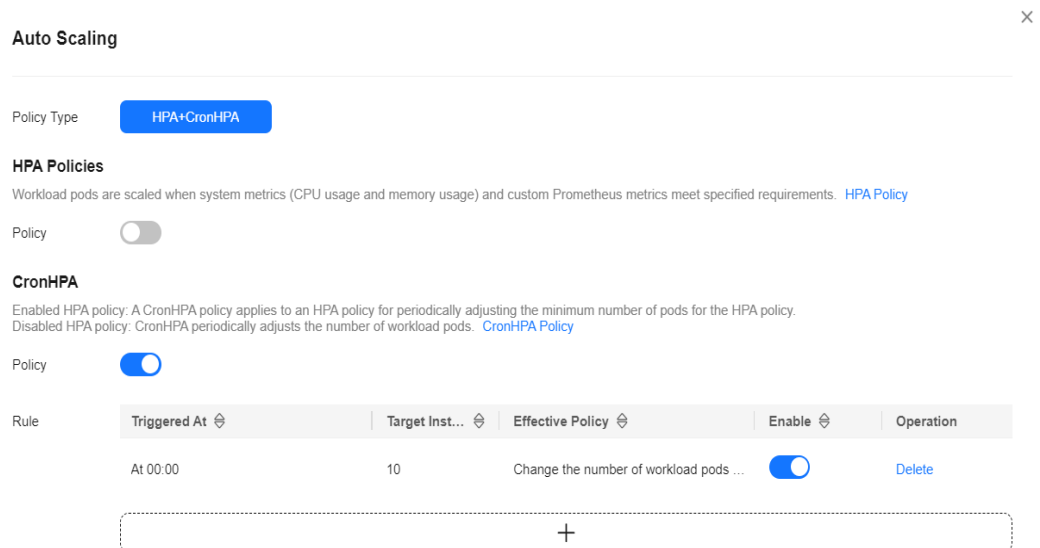 Auto Scaling
Policy Type
HPA+CronHPA
HPA Policies
Workload pods are scaled when system metrics (CPU usage and memory usage) and custom Prometheus metrics meet specified requirements. HPA Policy
Policy
CronHPA
Enabled HPA policy: A CronHPA policy applies to an HPA policy for periodically adjusting the minimum number of pods for the HPA policy.
Disabled HPA policy: CronHPA periodically adjusts the number of workload pods. CronHPA Policy
Policy
Rule
Triggered At Target Inst... Effective Policy Enable Operation
At 00:00 10 Change the number of workload pods ... Delete